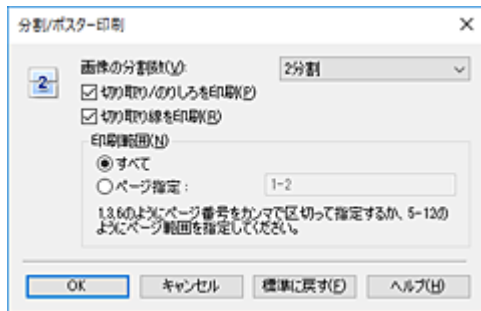 分割/ポスター印刷
画像の分割数(V):
2分割
2
切り取り/のりしろを印刷(P)
切り取り線を印刷(R)
印刷範囲(N)
すべて
ページ指定：
1-2
1,3,6のようにページ番号をカンマで区切って指定するか、5-12の
ようにページ範囲を指定してください。
OK
キャンセル
標準に戻す(E)
ヘルプ(H)